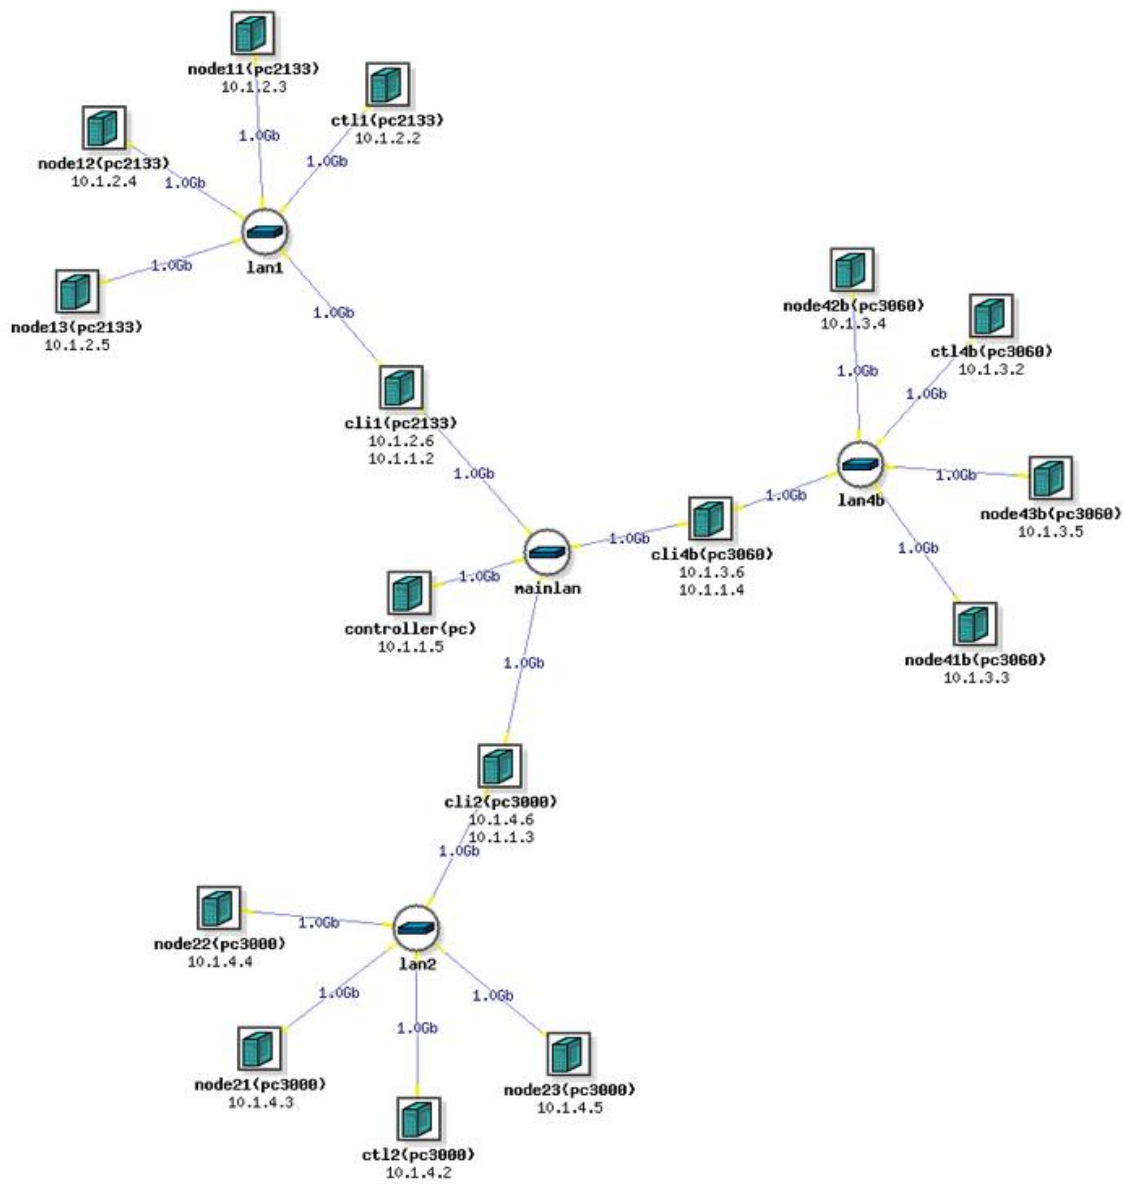 node11(pc2133)
10.1.2.3
ctl1(pc2133)
10.1.2.2
1.0Gb
1.0Gb
node12(pc2133)
10.1.2.4
1.0Gb
1.0Gb
lan1
node13(pc2133)
10.1.2.5
1.0Gb
cli1(pc2133)
10.1.2.6
10.1.1.2
1.0Gb
node42b(pc3060)
10.1.3.4
ctl4b(pc3060)
10.1.3.2
1.0Gb
1.0Gb
lan4b
1.0Gb
node43b(pc3060)
10.1.3.5
1.0Gb
1.0Gb
cli4b(pc3060)
10.1.3.6
10.1.1.4
1.0Gb
mainlan
1.0Gb
controller(pc)
10.1.1.5
node41b(pc3060)
10.1.3.3
1.0Gb
cli2(pc3000)
10.1.4.6
10.1.1.3
1.0Gb
1.0Gb
node22(pc3000)
10.1.4.4
lan2
1.0Gb
1.0Gb
1.0Gb
node21(pc3000)
10.1.4.3
node23(pc3000)
10.1.4.5
ctl2(pc3000)
10.1.4.2